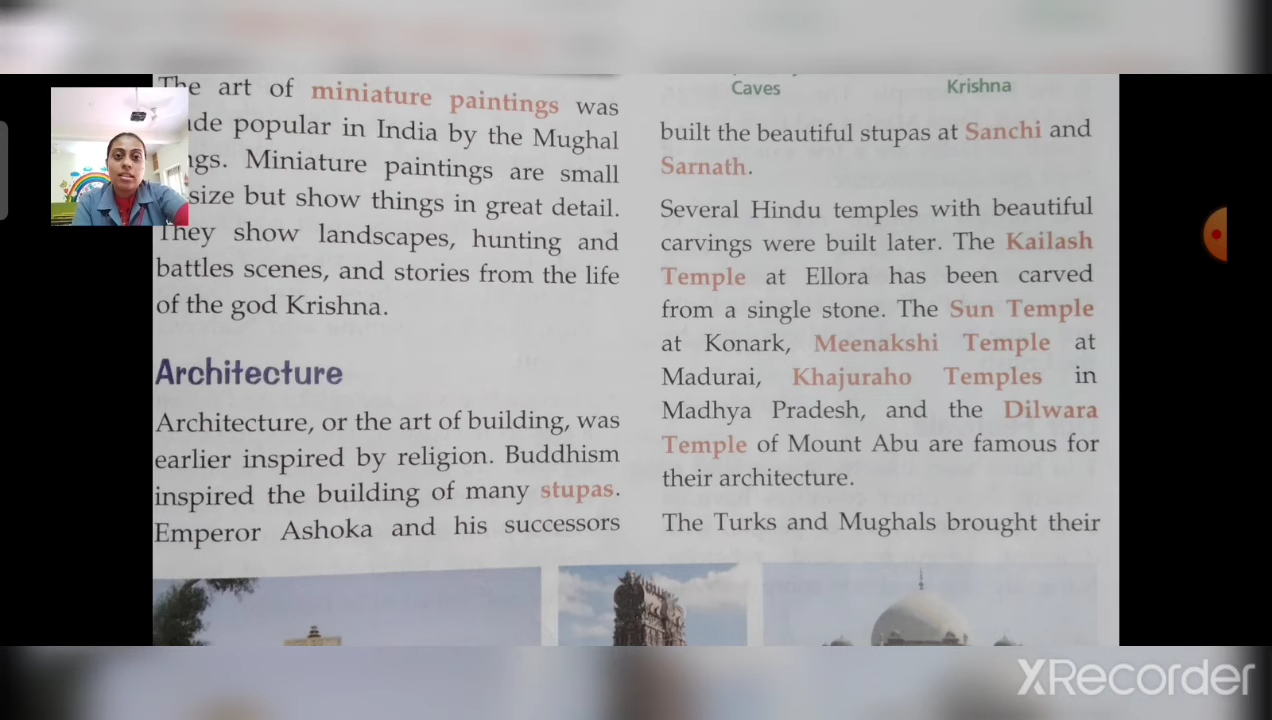 The art of miniature paintings was
popular in India by the Mughal
Miniature paintings are small
size but show things in great detail.
They show landscapes, hunting and
battles scenes, and stories from the life
of the god Krishna.
Architecture
Architecture, or the art of building, was
earlier inspired by religion. Buddhism
inspired the building of many stupas.
Emperor Ashoka and his successors
Caves
Krishna
built the beautiful stupas at Sanchi and
Sarnath.
Several Hindu temples with beautiful
carvings were built later. The Kailash
Temple at Ellora has been carved
from a single stone. The Sun Temple
at Konark, Meenakshi Temple at
Madurai, Khajuraho Temples in
Madhya Pradesh, and the Dilwara
Temple of Mount Abu are famous for
their architecture.
The Turks and Mughals brought their
XRecorder